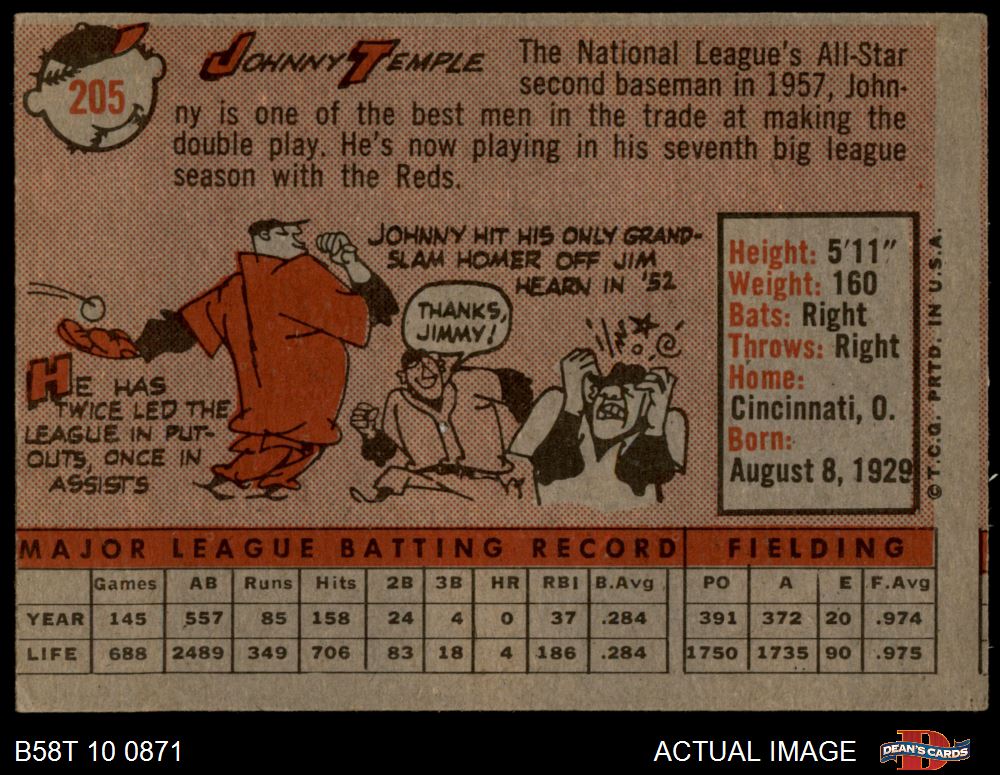 205
JOHNNY TEMPLE
The National League's All-Star
second baseman in 1957, John-
ny is one of the best men in the trade at making the
double play. He's now playing in his seventh big league
season with the Reds.
JOHNNY HIT HIS ONLY GRAND-
SLAM HOMER OFF JIM
HEARN IN '52
THANKS,
JIMMY!
HE HAS
TWICE LED THE
LEAGUE IN PUT-
OUTS, ONCE IN
ASSISTS
Height: 5'11"
Weight: 160
Bats: Right
Throws: Right
Home:
Cincinnati, O.
Born:
August 8, 1929
© T.C.G. PRTD. IN U.S.A.
MAJOR LEAGUE BATTING RECORD FIELDING
Games AB Runs Hits 2B 3B HR RBI B.Avg PO A E F.Avg
YEAR 145 557 85 158 24 4 0 37 .284 391 372 20 .974
LIFE 688 2489 349 706 83 18 4 186 .284 1750 1735 90 .975
B58T 10 0871
ACTUAL IMAGE
DEAN'S CARDS